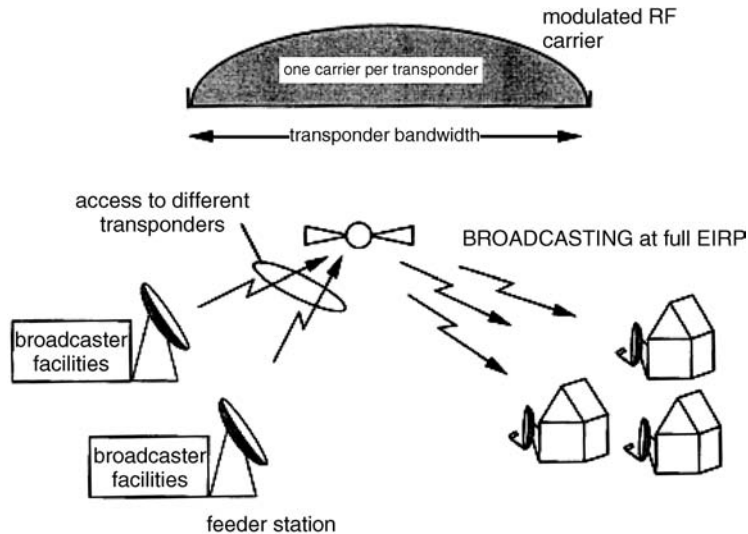 modulated RF
carrier
one carrier per transponder
transponder bandwidth
access to different
transponders
BROADCASTING at full EIRP
broadcaster
facilities
broadcaster
facilities
feeder station